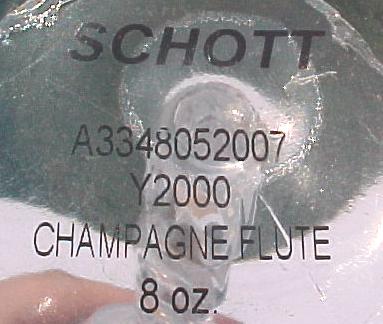 SCHOTT
A3348052007
Y2000
CHAMPAGNE FLUTE
8 oz.